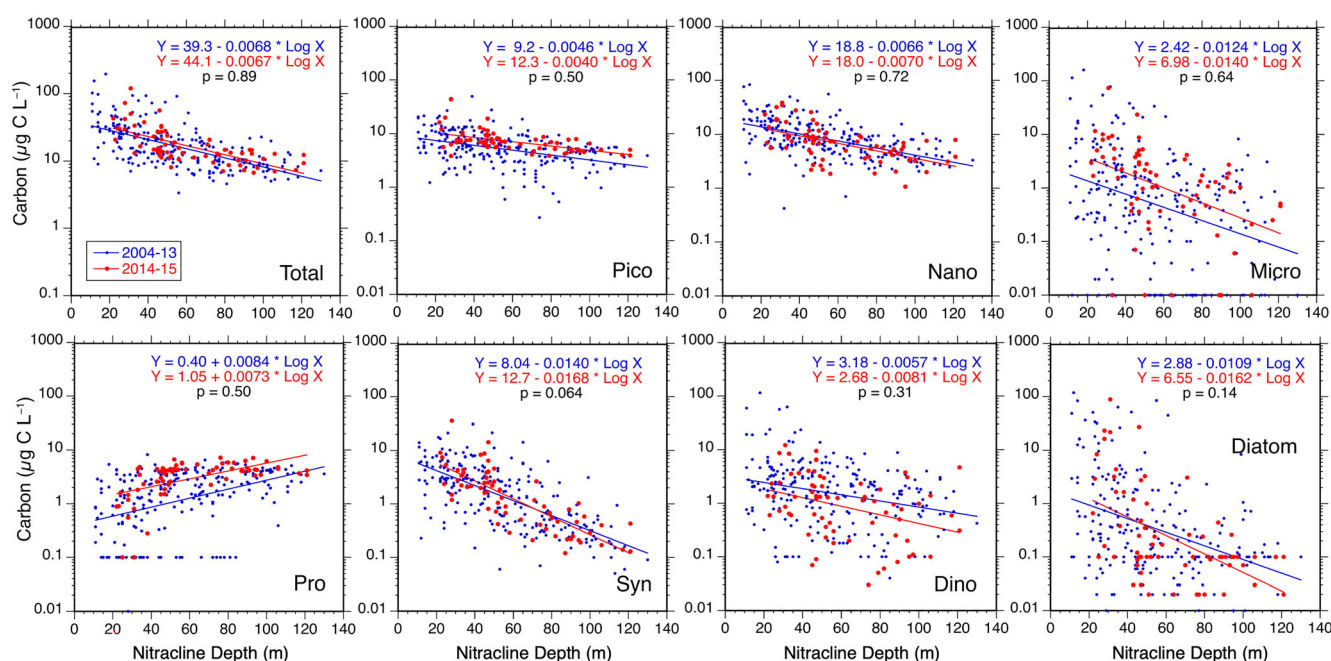 Y = 39.3 - 0.0068 * Log X
Y = 44.1 - 0.0067 * Log X
p = 0.89
1000
100
10
1
0.1
Carbon (µg C L⁻¹)
2004-13
2014-15
Total
0 20 40 60 80 100 120 140
Y = 9.2 - 0.0046 * Log X
Y = 12.3 - 0.0040 * Log X
p = 0.50
1000
100
10
1
0.1
0.01
Pico
0 20 40 60 80 100 120 140
Y = 18.8 - 0.0066 * Log X
Y = 18.0 - 0.0070 * Log X
p = 0.72
1000
100
10
1
0.1
0.01
Nano
0 20 40 60 80 100 120 140
Y = 2.42 - 0.0124 * Log X
Y = 6.98 - 0.0140 * Log X
p = 0.64
1000
100
10
1
0.1
0.01
Micro
0 20 40 60 80 100 120 140
Y = 0.40 + 0.0084 * Log X
Y = 1.05 + 0.0073 * Log X
p = 0.50
1000
100
10
1
0.1
0.01
Carbon (µg C L⁻¹)
Pro
0 20 40 60 80 100 120 140
Nitracline Depth (m)
Y = 8.04 - 0.0140 * Log X
Y = 12.7 - 0.0168 * Log X
p = 0.064
1000
100
10
1
0.1
0.01
Syn
0 20 40 60 80 100 120 140
Nitracline Depth (m)
Y = 3.18 - 0.0057 * Log X
Y = 2.68 - 0.0081 * Log X
p = 0.31
1000
100
10
1
0.1
0.01
Dino
0 20 40 60 80 100 120 140
Nitracline Depth (m)
Y = 2.88 - 0.0109 * Log X
Y = 6.55 - 0.0162 * Log X
p = 0.14
1000
100
10
1
0.1
0.01
Diatom
0 20 40 60 80 100 120 140
Nitracline Depth (m)